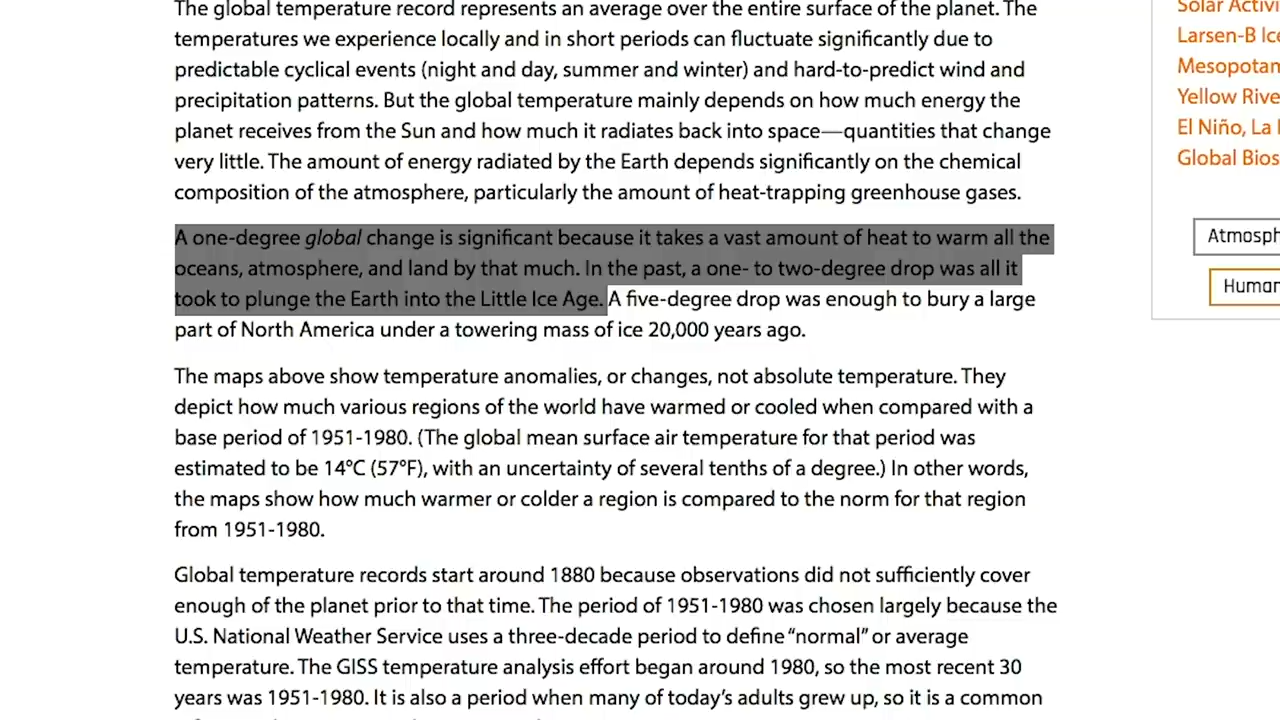 The global temperature record represents an average over the entire surface of the planet. The
temperatures we experience locally and in short periods can fluctuate significantly due to
predictable cyclical events (night and day, summer and winter) and hard-to-predict wind and
precipitation patterns. But the global temperature mainly depends on how much energy the
planet receives from the Sun and how much it radiates back into space—quantities that change
very little. The amount of energy radiated by the Earth depends significantly on the chemical
composition of the atmosphere, particularly the amount of heat-trapping greenhouse gases.
A one-degree global change is significant because it takes a vast amount of heat to warm all the
oceans, atmosphere, and land by that much. In the past, a one- to two-degree drop was all it
took to plunge the Earth into the Little Ice Age. A five-degree drop was enough to bury a large
part of North America under a towering mass of ice 20,000 years ago.
The maps above show temperature anomalies, or changes, not absolute temperature. They
depict how much various regions of the world have warmed or cooled when compared with a
base period of 1951-1980. (The global mean surface air temperature for that period was
estimated to be 14°C (57°F), with an uncertainty of several tenths of a degree.) In other words,
the maps show how much warmer or colder a region is compared to the norm for that region
from 1951-1980.
Global temperature records start around 1880 because observations did not sufficiently cover
enough of the planet prior to that time. The period of 1951-1980 was chosen largely because the
U.S. National Weather Service uses a three-decade period to define “normal” or average
temperature. The GISS temperature analysis effort began around 1980, so the most recent 30
years was 1951-1980. It is also a period when many of today’s adults grew up, so it is a common
Solar Activi
Larsen-B Ice
Mesopotam
Yellow Rive
El Niño, La
Global Bios
Atmosph
Human